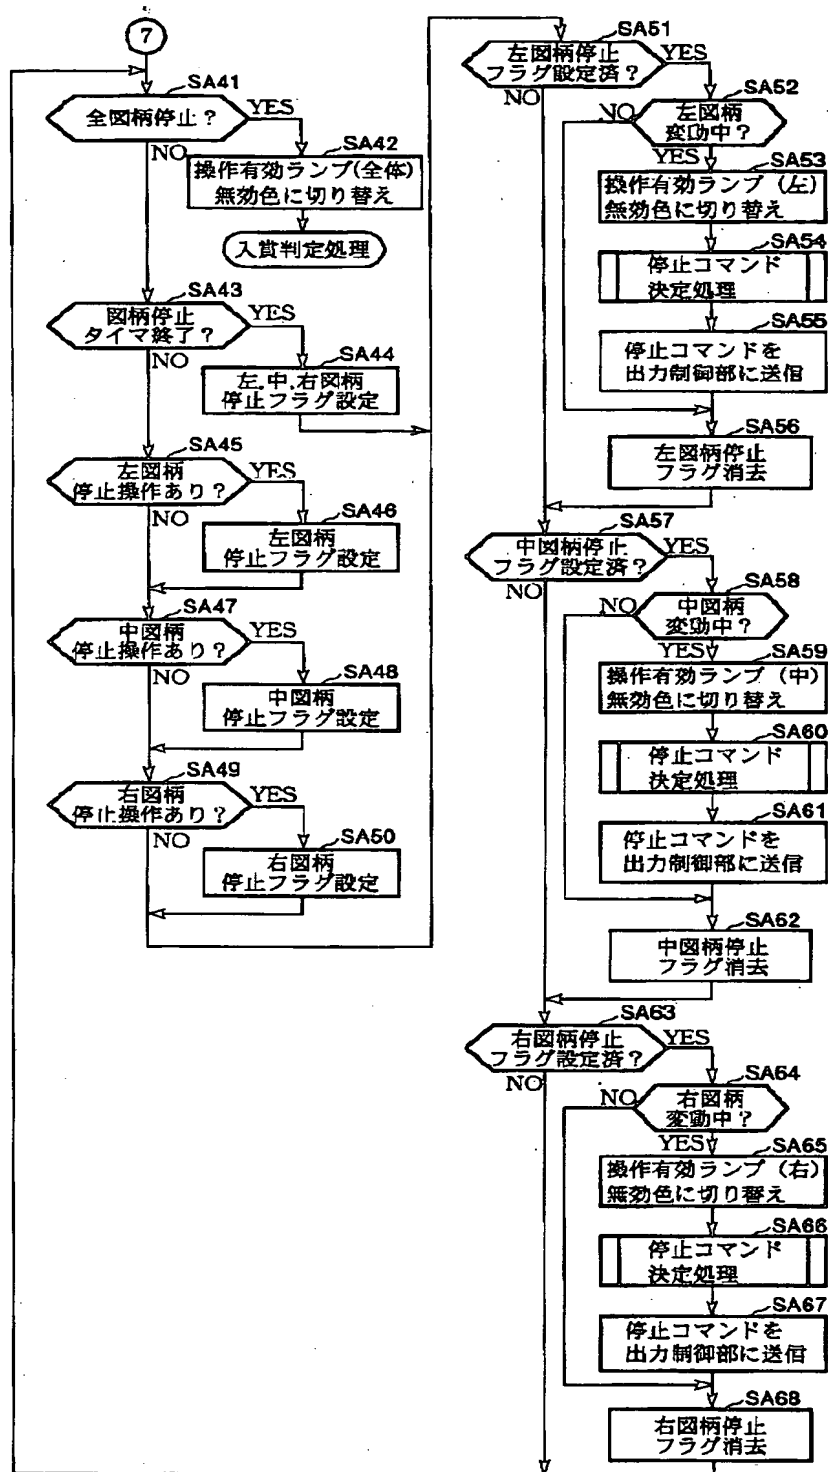 7
SA41
全図柄停止?
YES
NO
SA42
操作有効ランプ(全体)
無効色に切り替え
入賞判定処理
SA43
図柄停止
タイマ終了?
YES
NO
SA44
左.中.右図柄
停止フラグ設定
SA45
左図柄
停止操作あり?
YES
NO
SA46
左図柄
停止フラグ設定
SA47
中図柄
停止操作あり?
YES
NO
SA48
中図柄
停止フラグ設定
SA49
右図柄
停止操作あり?
YES
NO
SA50
右図柄
停止フラグ設定
SA51
左図柄停止
フラグ設定済?
YES
NO
SA52
左図柄
変動中?
NO
YES
SA53
操作有効ランプ(左)
無効色に切り替え
SA54
停止コマンド
決定処理
SA55
停止コマンドを
出力制御部に送信
SA56
左図柄停止
フラグ消去
SA57
中図柄停止
フラグ設定済?
YES
NO
SA58
中図柄
変動中?
NO
YES
SA59
操作有効ランプ(中)
無効色に切り替え
SA60
停止コマンド
決定処理
SA61
停止コマンドを
出力制御部に送信
SA62
中図柄停止
フラグ消去
SA63
右図柄停止
フラグ設定済?
YES
NO
SA64
右図柄
変動中?
NO
YES
SA65
操作有効ランプ(右)
無効色に切り替え
SA66
停止コマンド
決定処理
SA67
停止コマンドを
出力制御部に送信
SA68
右図柄停止
フラグ消去